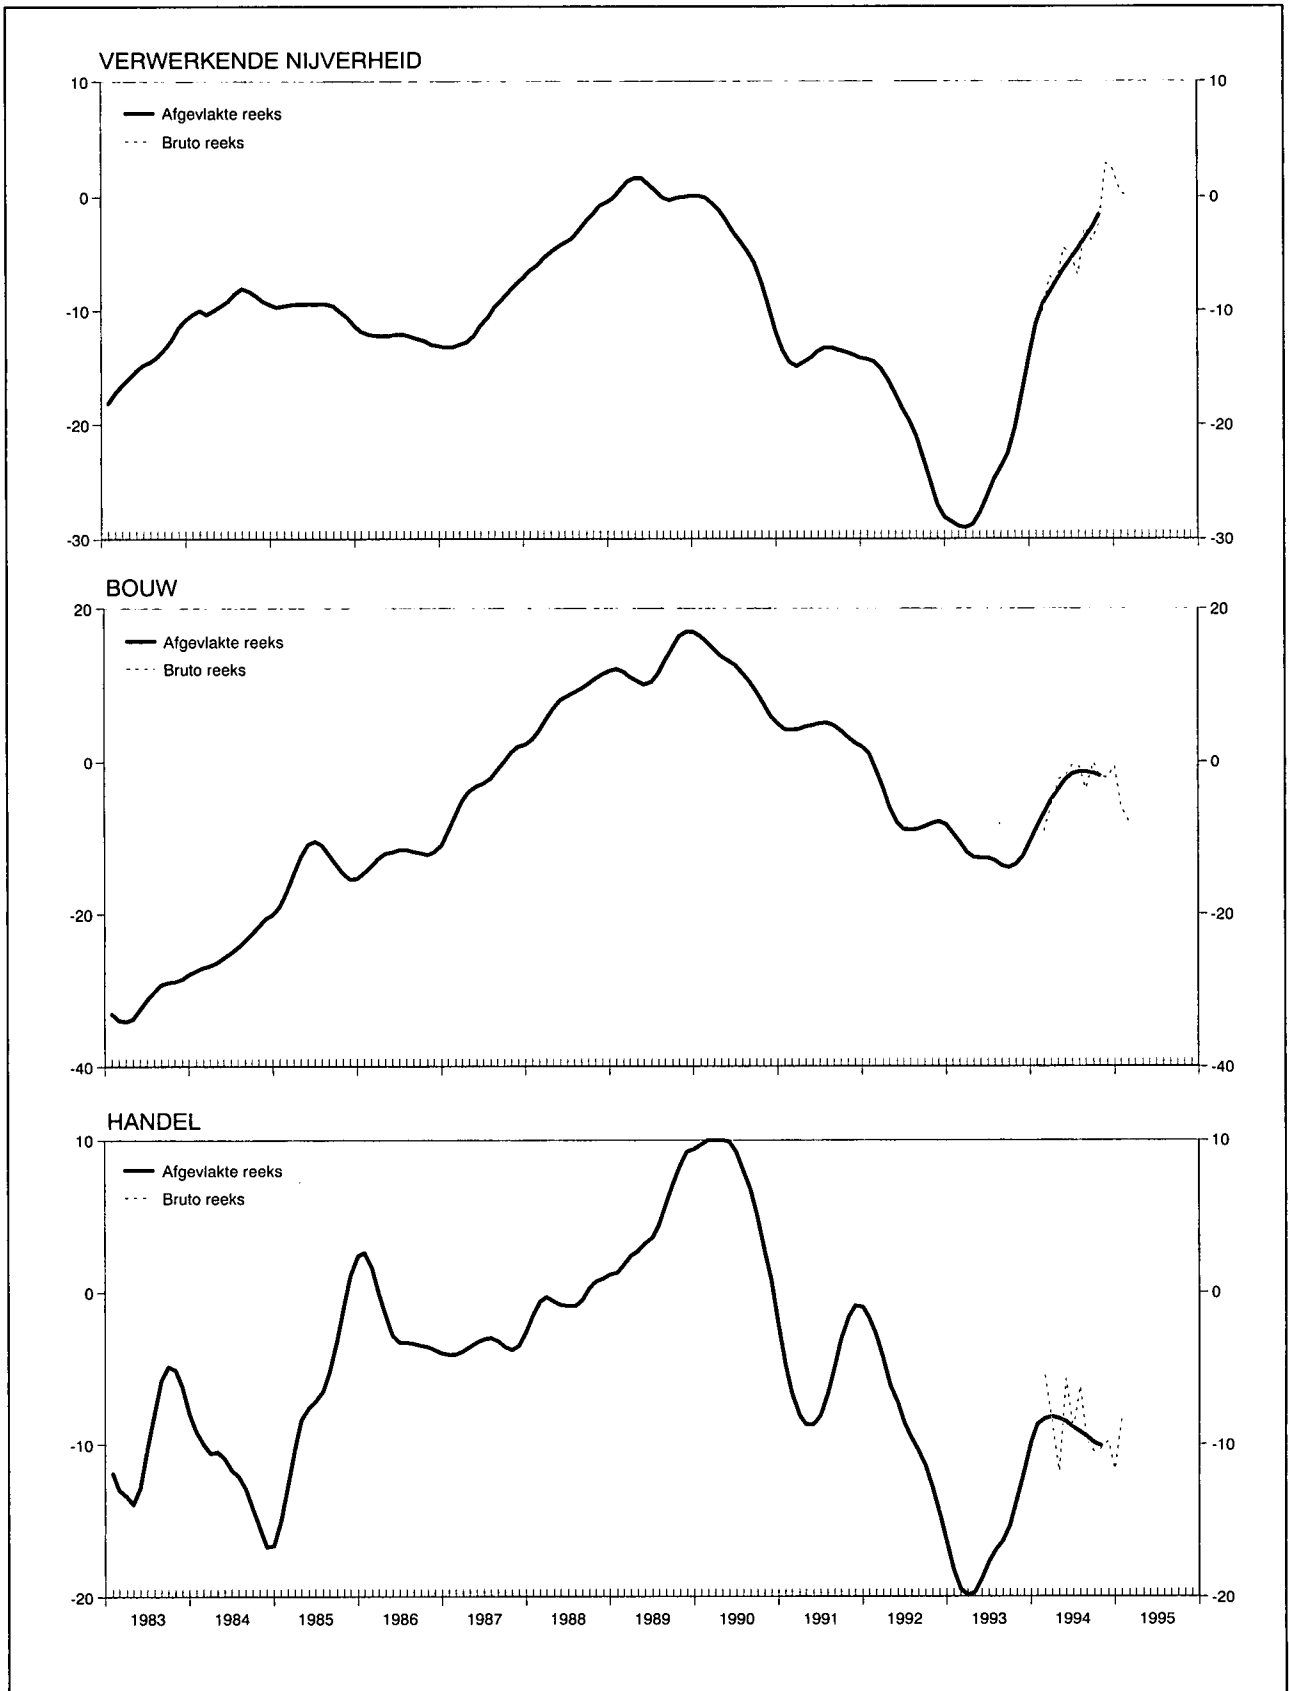 VERWERKENDE NIJVERHEID
10 10
Afgevlakte reeks
Bruto reeks
0 0
-10 -10
-20 -20
-30 -30
BOUW
20 20
Afgevlakte reeks
Bruto reeks
0 0
-20 -20
-40 -40
HANDEL
10 10
Afgevlakte reeks
Bruto reeks
0 0
-10 -10
-20 -20
1983 1984 1985 1986 1987 1988 1989 1990 1991 1992 1993 1994 1995